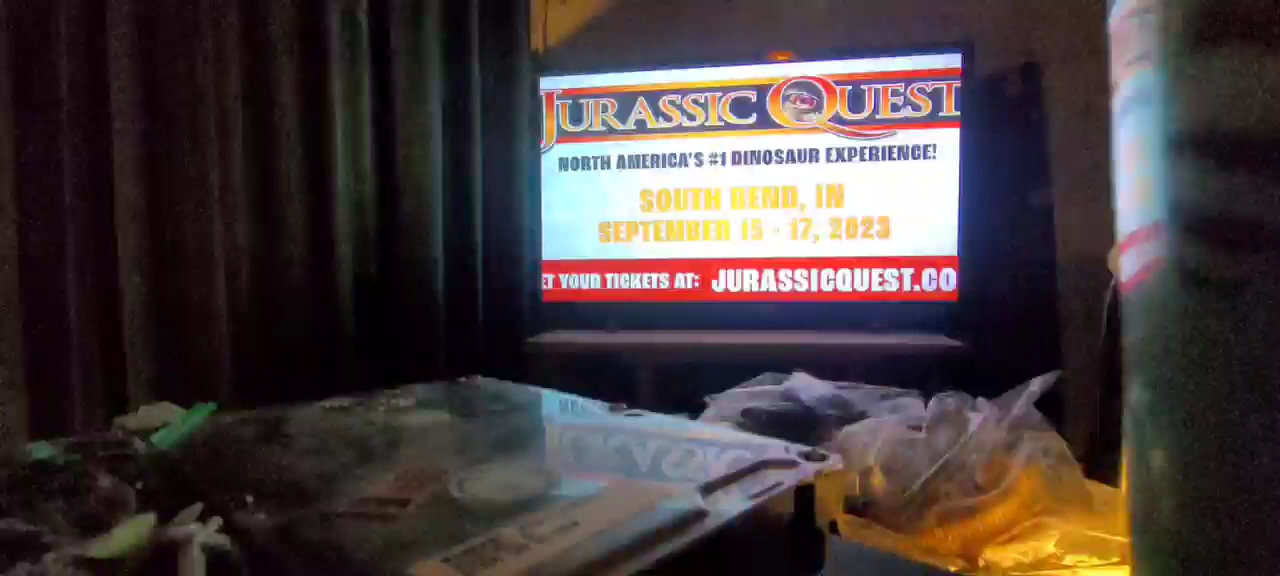 JURASSIC QUEST
NORTH AMERICA'S #1 DINOSAUR EXPERIENCE!
SOUTH BEND, IN
SEPTEMBER 15 - 17, 2023
ET YOUR TICKETS AT: JURASSICQUEST.CO